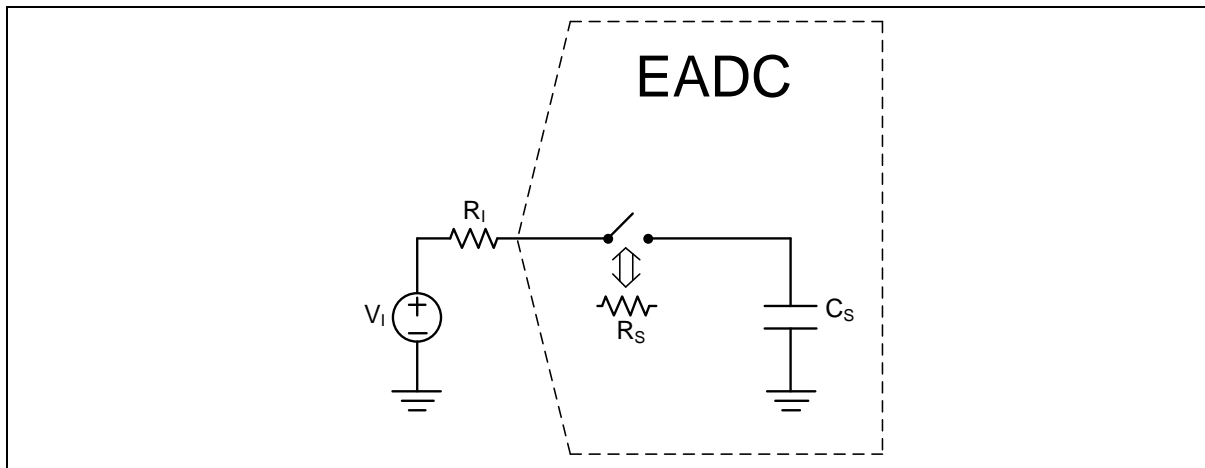 EADC
R_I
V_I
R_S
C_S